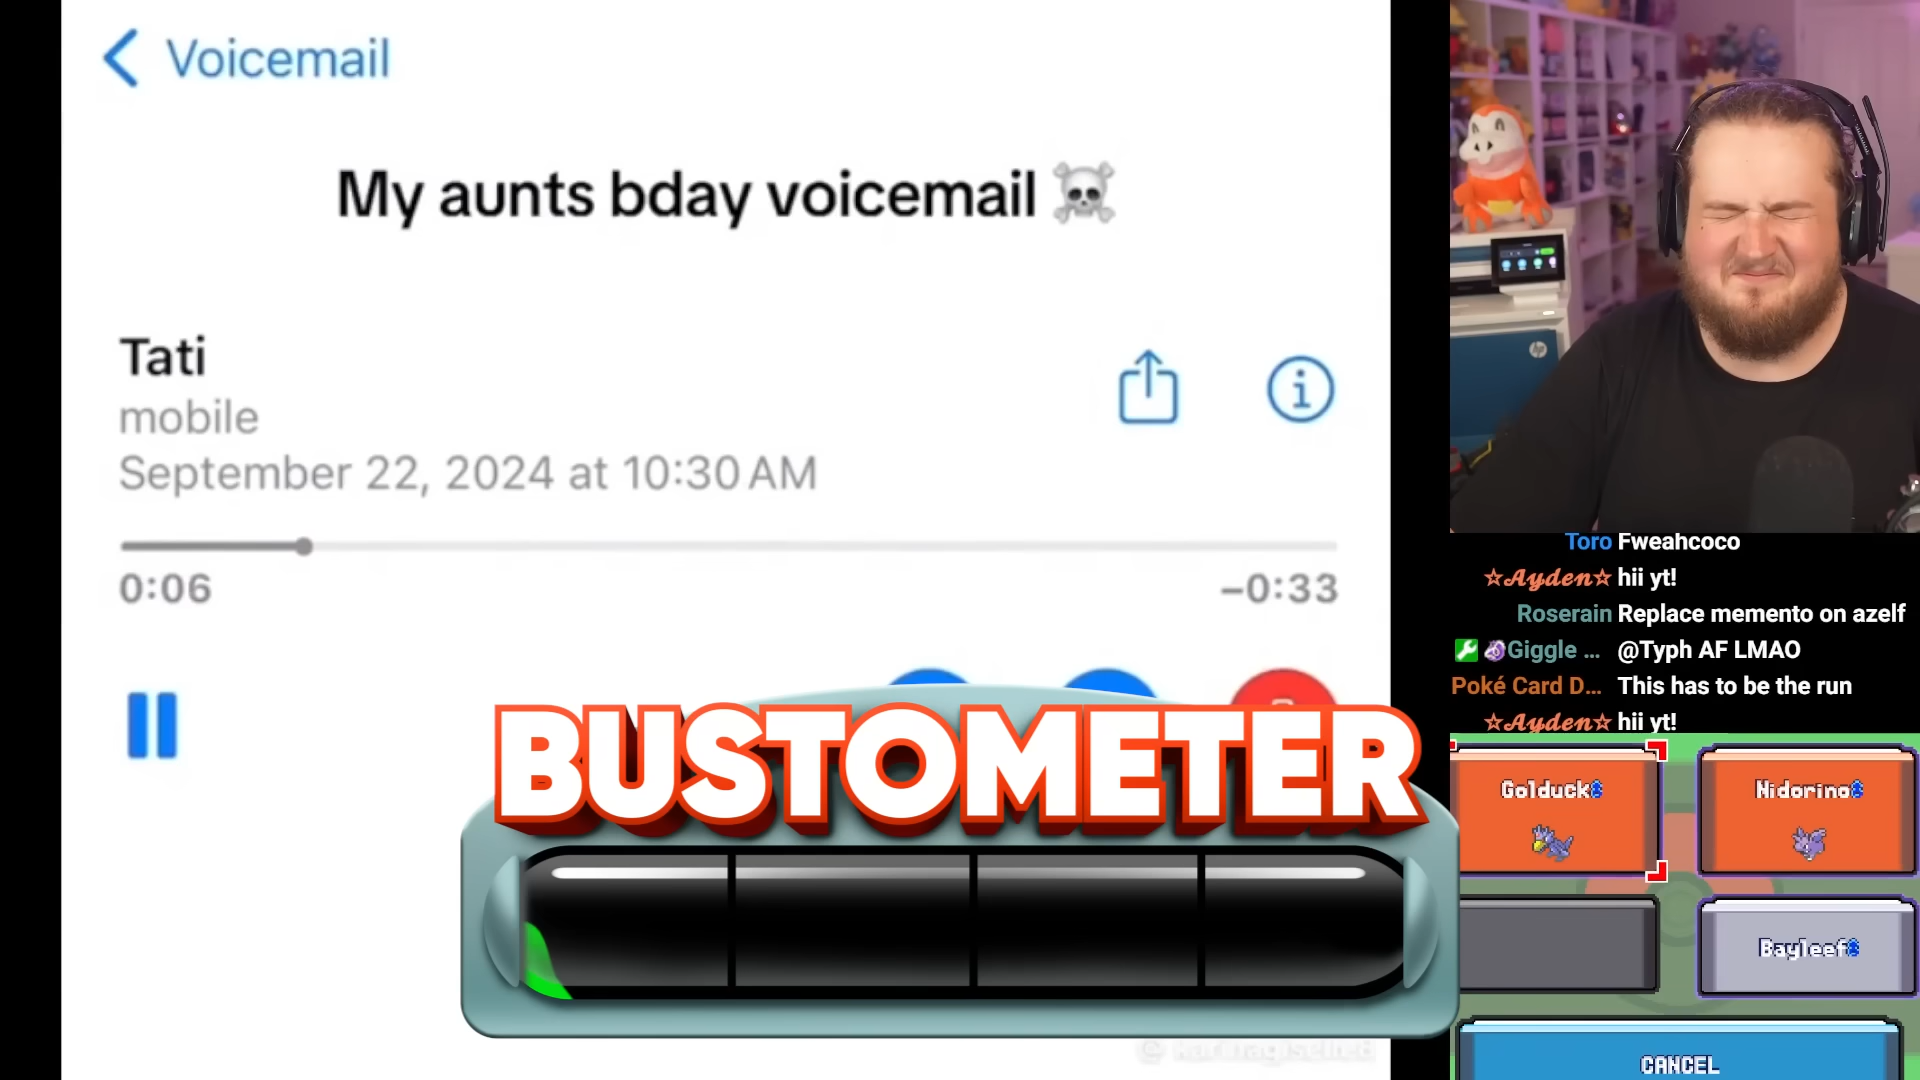 Voicemail
My aunts bday voicemail ☠️
Tati
mobile
September 22, 2024 at 10:30 AM
0:06
–0:33
BUSTOMETER
hp
Toro Fweahcoco
☆Ayden☆ hii yt!
Roserain Replace memento on azelf
Giggle ... @Typh AF LMAO
Poké Card D... This has to be the run
☆Ayden☆ hii yt!
Golduck
Nidorino
Bayleef
CANCEL